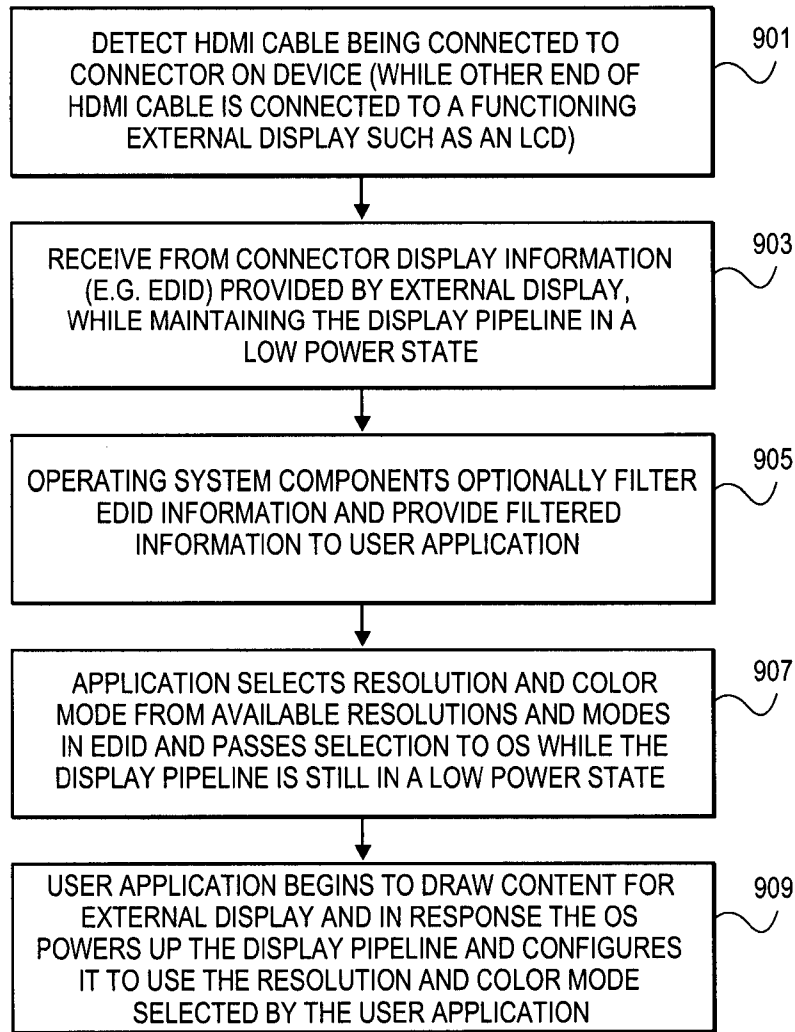 DETECT HDMI CABLE BEING CONNECTED TO
CONNECTOR ON DEVICE (WHILE OTHER END OF
HDMI CABLE IS CONNECTED TO A FUNCTIONING
EXTERNAL DISPLAY SUCH AS AN LCD)
901
RECEIVE FROM CONNECTOR DISPLAY INFORMATION
(E.G. EDID) PROVIDED BY EXTERNAL DISPLAY,
WHILE MAINTAINING THE DISPLAY PIPELINE IN A
LOW POWER STATE
903
OPERATING SYSTEM COMPONENTS OPTIONALLY FILTER
EDID INFORMATION AND PROVIDE FILTERED
INFORMATION TO USER APPLICATION
905
APPLICATION SELECTS RESOLUTION AND COLOR
MODE FROM AVAILABLE RESOLUTIONS AND MODES
IN EDID AND PASSES SELECTION TO OS WHILE THE
DISPLAY PIPELINE IS STILL IN A LOW POWER STATE
907
USER APPLICATION BEGINS TO DRAW CONTENT FOR
EXTERNAL DISPLAY AND IN RESPONSE THE OS
POWERS UP THE DISPLAY PIPELINE AND CONFIGURES
IT TO USE THE RESOLUTION AND COLOR MODE
SELECTED BY THE USER APPLICATION
909